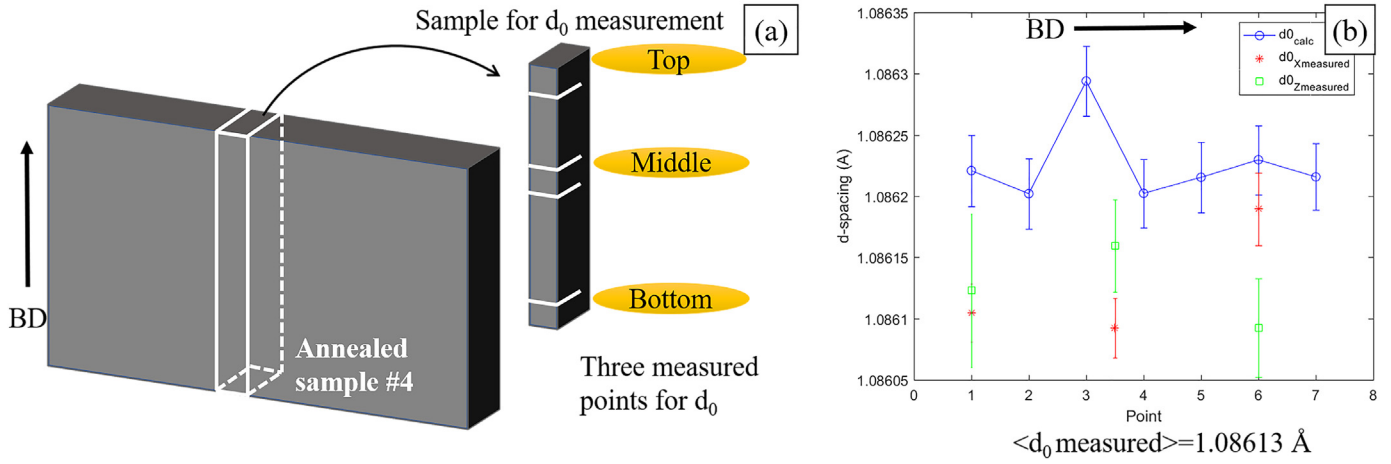 Sample for d₀ measurement
(a)
Top
Middle
Bottom
BD
Annealed
sample #4
Three measured
points for d₀
(b)
BD
d0calc
d0Xmeasured
d0Zmeasured
1.08635
1.0863
1.08625
1.0862
1.08615
1.0861
1.08605
d-spacing (A)
0 1 2 3 4 5 6 7 8
Point
<d₀ measured>=1.08613 Å